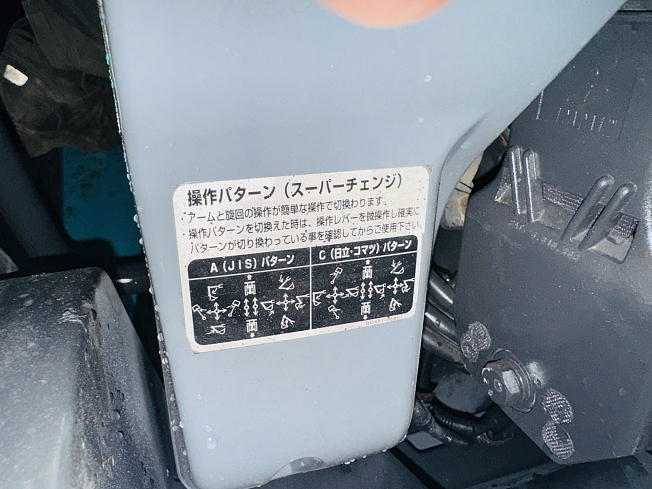 操作パターン（スーパーチェンジ）
アームと旋回の操作が簡単な操作で切換わります。
操作パターンを切換えた時は、操作レバーを微操作し確実に
パターンが切り換わっている事を確認してからご使用下さい
A（JIS）パターン
C（日立・コマツ）パターン